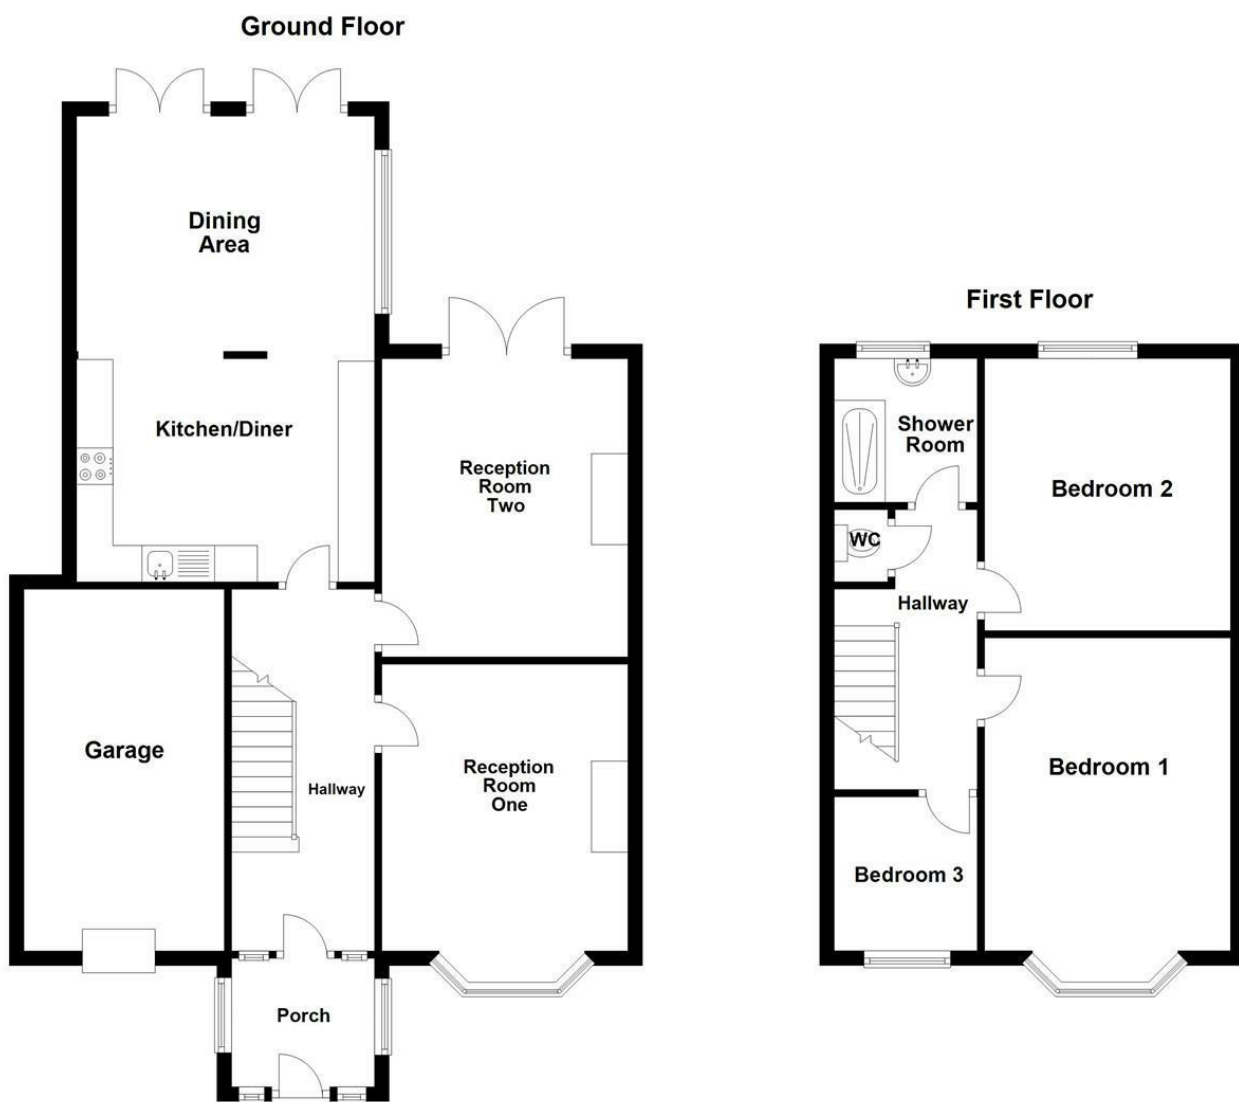 Ground Floor
Dining
Area
Kitchen/Diner
Reception
Room
Two
Garage
Hallway
Reception
Room
One
Porch
First Floor
Shower
Room
Bedroom 2
WC
Hallway
Bedroom 1
Bedroom 3